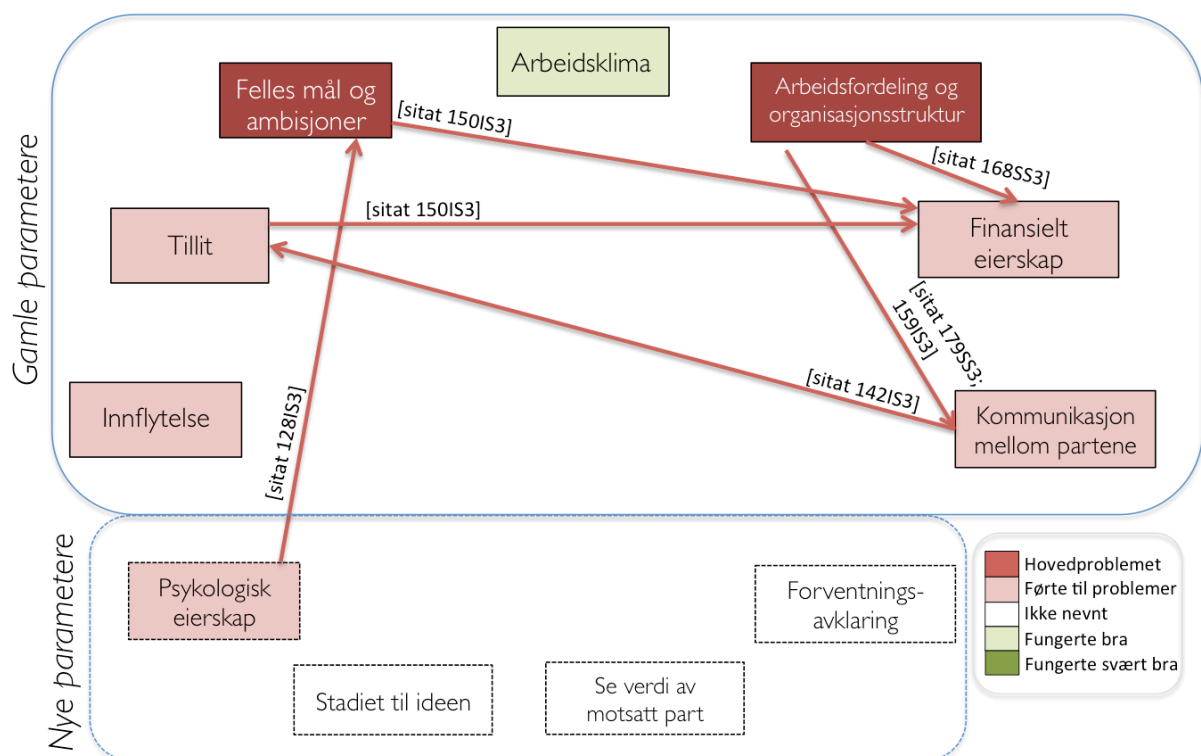 Gamle parametere
Arbeidsklima
Felles mål og
ambisjoner
Arbeidsfordeling og
organisasjonsstruktur
[sitat 150IS3]
[sitat 168SS3]
Tillit
[sitat 150IS3]
Finansielt
eierskap
[sitat 179SS3;
159IS3]
[sitat 142IS3]
Innflytelse
Kommunikasjon
mellom partene
[sitat 128IS3]
Nye parametere
Psykologisk
eierskap
Forventnings-
avklaring
Stadiet til ideen
Se verdi av
motsatt part
Hovedproblemet
Førte til problemer
Ikke nevnt
Fungerte bra
Fungerte svært bra